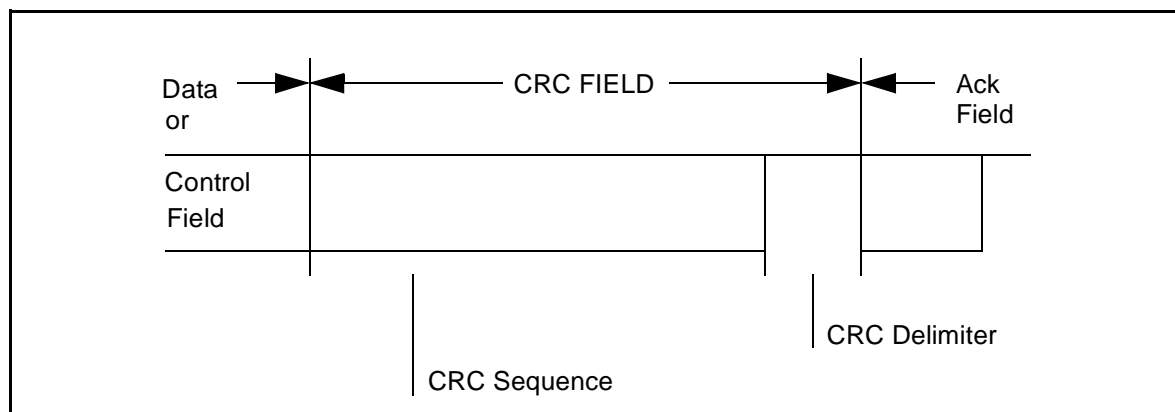 Data
or
CRC FIELD
Ack
Field
Control
Field
CRC Delimiter
CRC Sequence